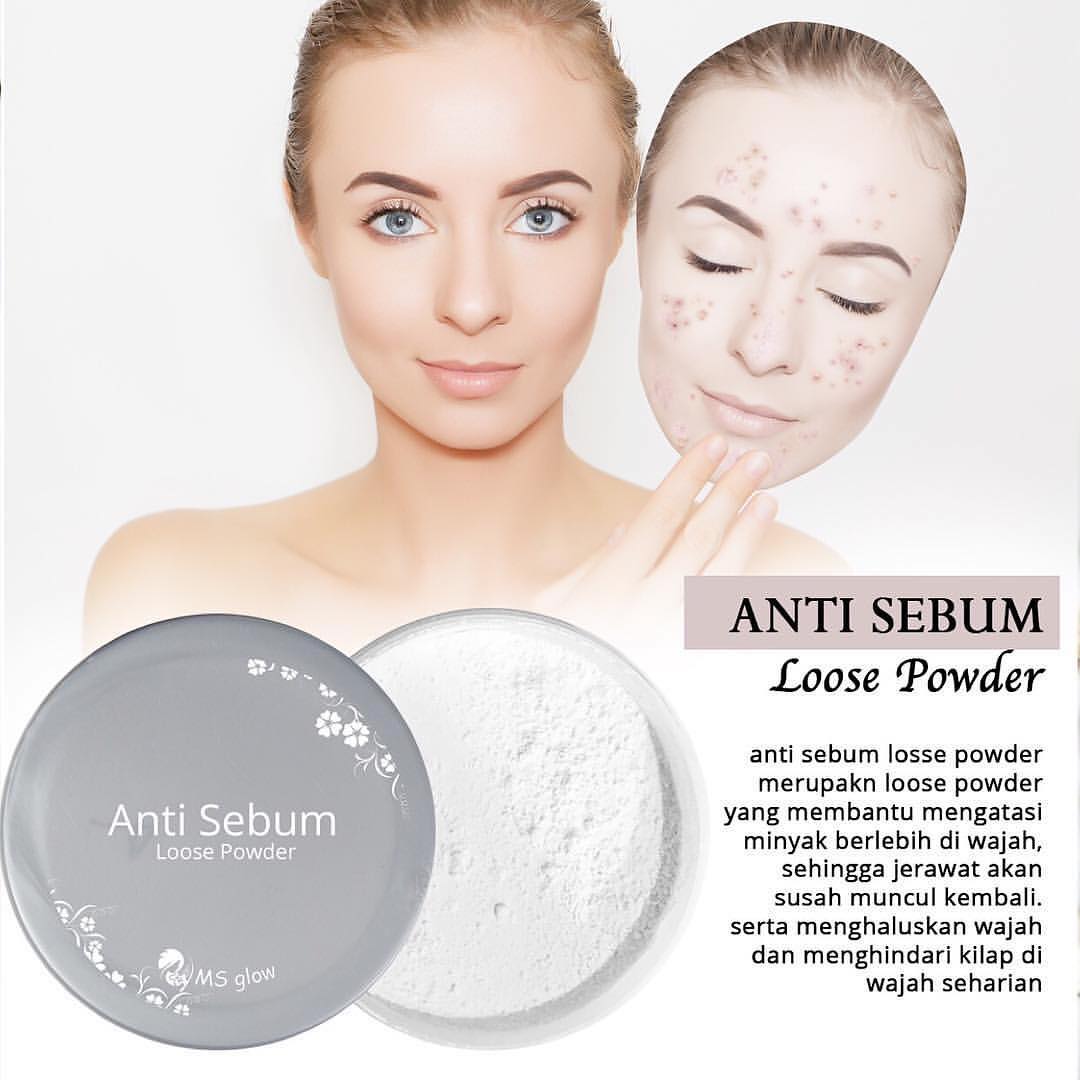 ANTI SEBUM
Loose Powder
anti sebum losse powder
merupakn loose powder
yang membantu mengatasi
minyak berlebih di wajah,
sehingga jerawat akan
susah muncul kembali.
serta menghaluskan wajah
dan menghindari kilap di
wajah seharian
Anti Sebum
Loose Powder
MS glow